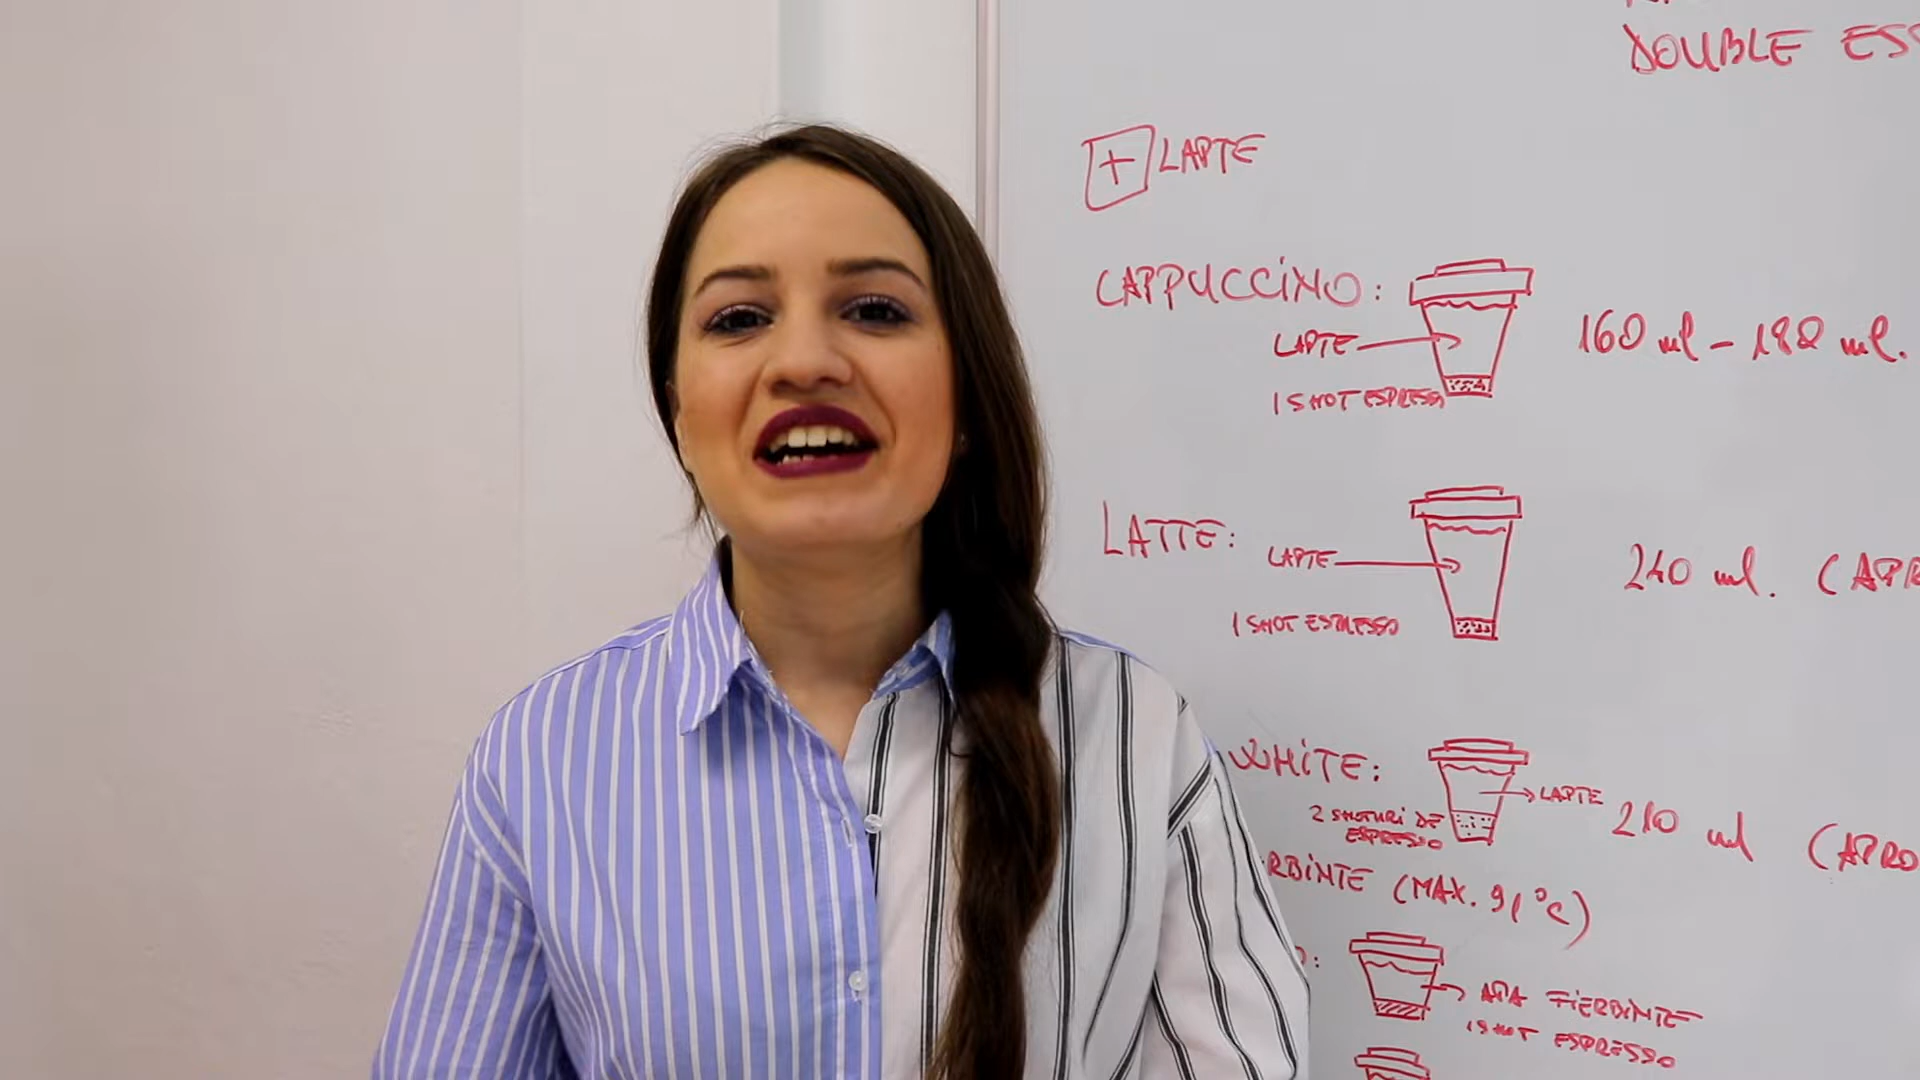 DOUBLE ESS
+ LAPTE
CAPPUCCINO:
LAPTE
160 ml - 180 ml.
1 SHOT ESPRESSO
LATTE:
LAPTE
240 ml. (APR
1 SHOT ESPRESSO
WHITE:
LAPTE
210 ml (APRO
2 SHOTURI DE
ESPRESSO
RBINTE (MAX. 91°C)
O:
APA FIERBINTE
1 SHOT ESPRESSO